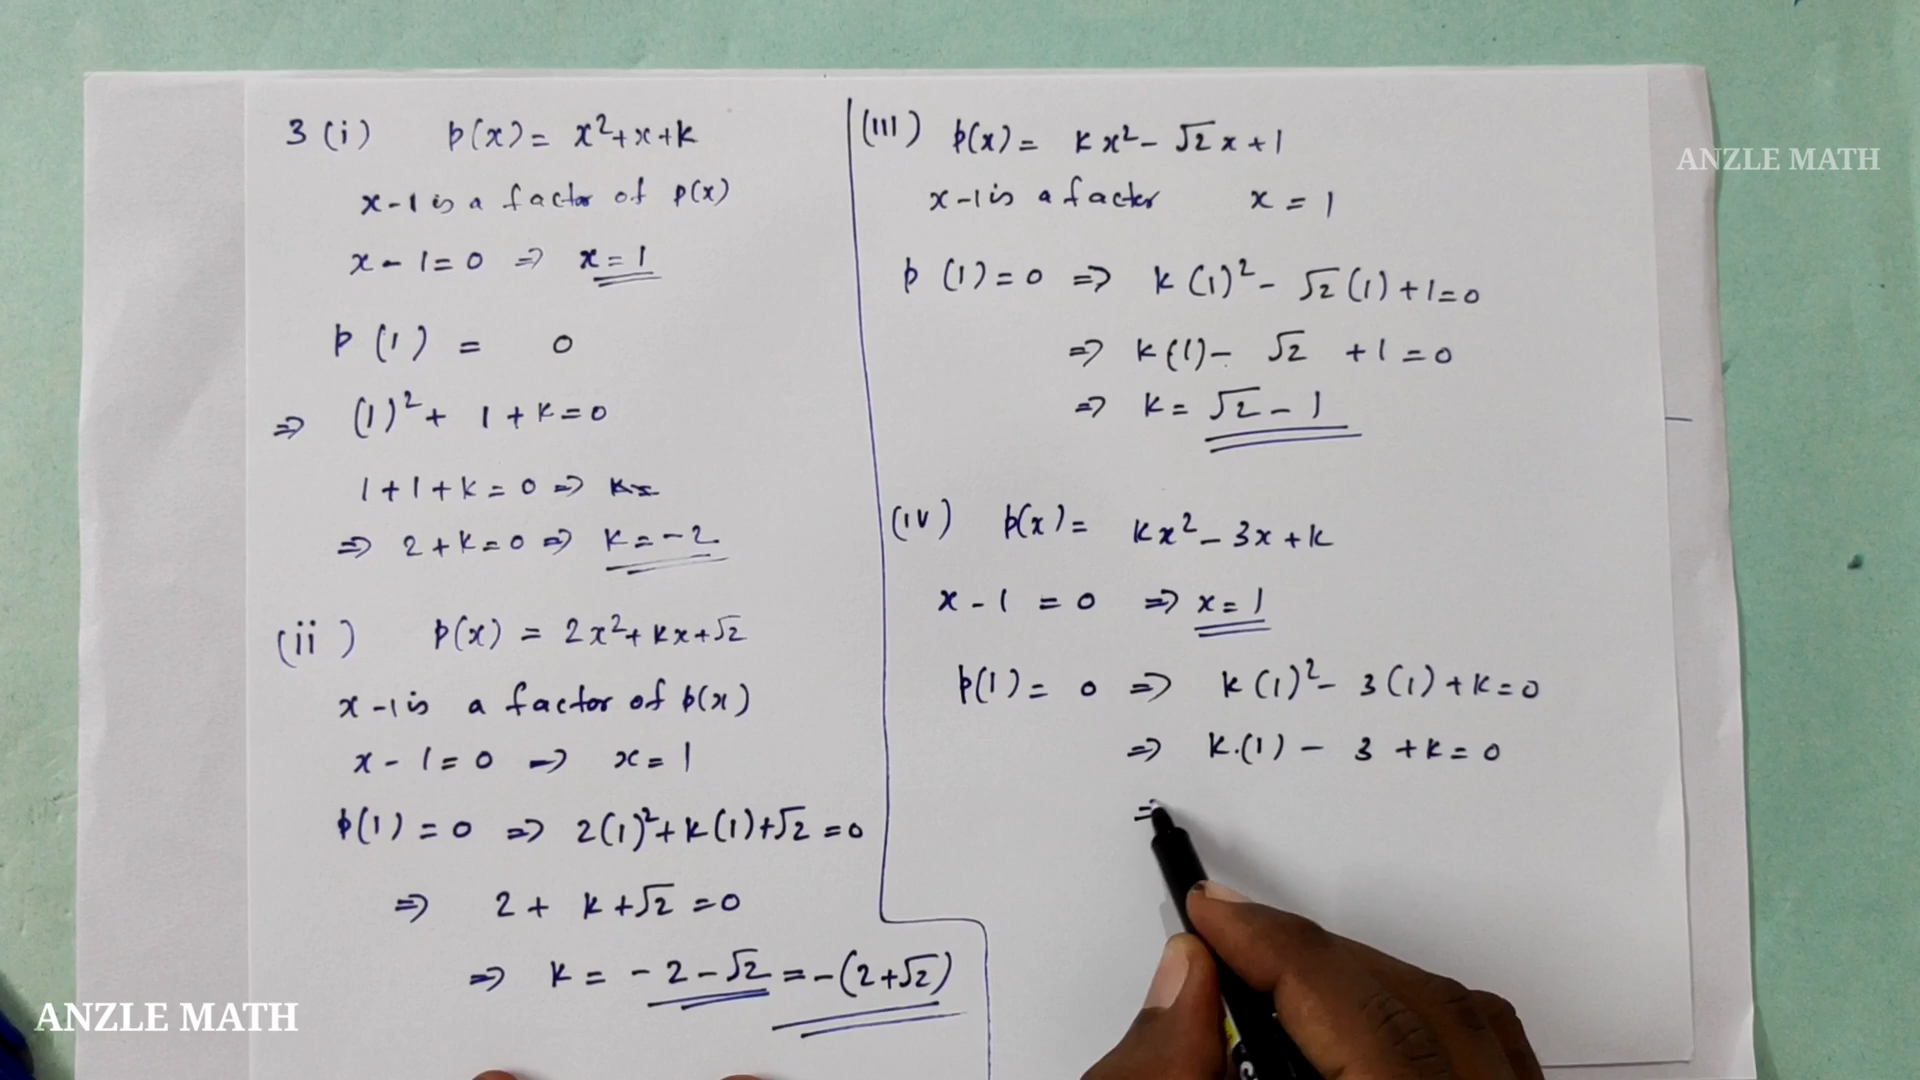 3 (i) p(x) = x²+x+k
x-1 is a factor of p(x)
x - 1 = 0 ⇒ x = 1
p (1) = 0
⇒ (1)² + 1 + k = 0
1 + 1 + k = 0 ⇒ k=
⇒ 2 + k = 0 ⇒ k = -2
(ii) p(x) = 2x²+kx+√2
x-1 is a factor of p(x)
x - 1 = 0 ⇒ x = 1
p(1) = 0 ⇒ 2(1)²+k(1)+√2 = 0
⇒ 2 + k + √2 = 0
⇒ k = -2-√2 = -(2+√2)
(iii) p(x) = kx² - √2 x + 1
x-1 is a factor x = 1
p (1) = 0 ⇒ k (1)² - √2 (1) + 1 = 0
⇒ k(1) - √2 + 1 = 0
⇒ k = √2 - 1
(iv) p(x) = kx² - 3x + k
x - 1 = 0 ⇒ x = 1
p(1) = 0 ⇒ k(1)² - 3(1) + k = 0
⇒ k.(1) - 3 + k = 0
=
ANZLE MATH
ANZLE MATH